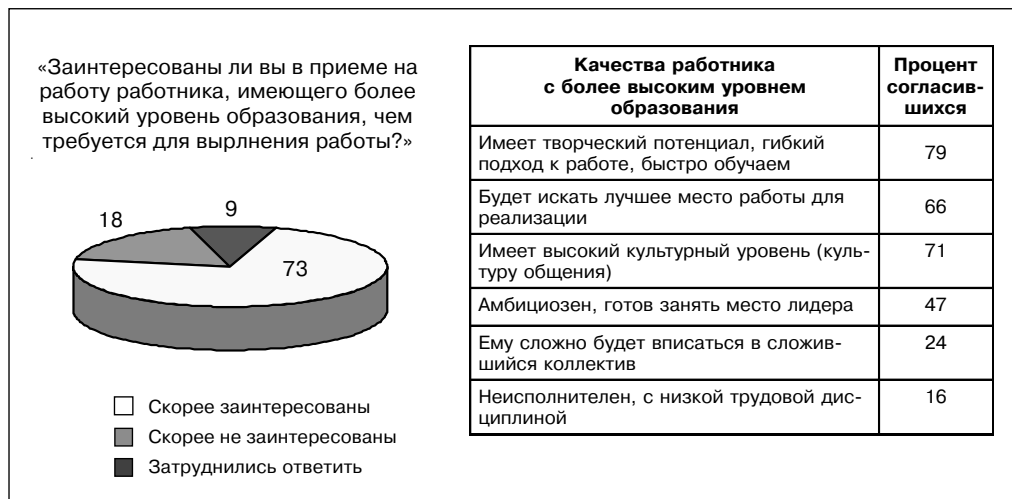 «Заинтересованы ли вы в приеме на
работу работника, имеющего более
высокий уровень образования, чем
требуется для вырлнения работы?»
18
9
73
Скорее заинтересованы
Скорее не заинтересованы
Затруднились ответить
Качества работника
с более высоким уровнем
образования
Процент
согласив-
шихся
Имеет творческий потенциал, гибкий
подход к работе, быстро обучаем
79
Будет искать лучшее место работы для
реализации
66
Имеет высокий культурный уровень (куль-
туру общения)
71
Амбициозен, готов занять место лидера
47
Ему сложно будет вписаться в сложив-
шийся коллектив
24
Неисполнителен, с низкой трудовой дис-
циплиной
16